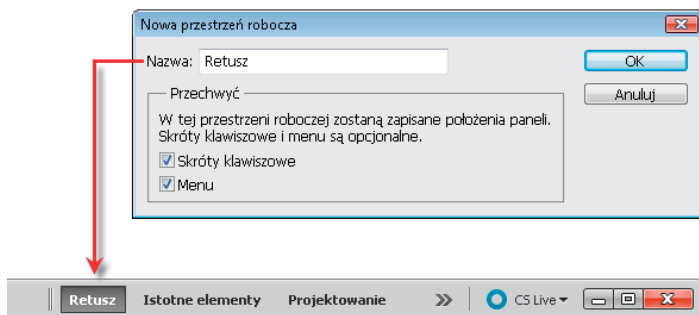 Nowa przestrzeń robocza
Nazwa: Retusz
OK
Przechwyć
Anuluj
W tej przestrzeni roboczej zostaną zapisane położenia paneli.
Skróty klawiszowe i menu są opcjonalne.
Skróty klawiszowe
Menu
Retusz Istotne elementy Projektowanie CS Live